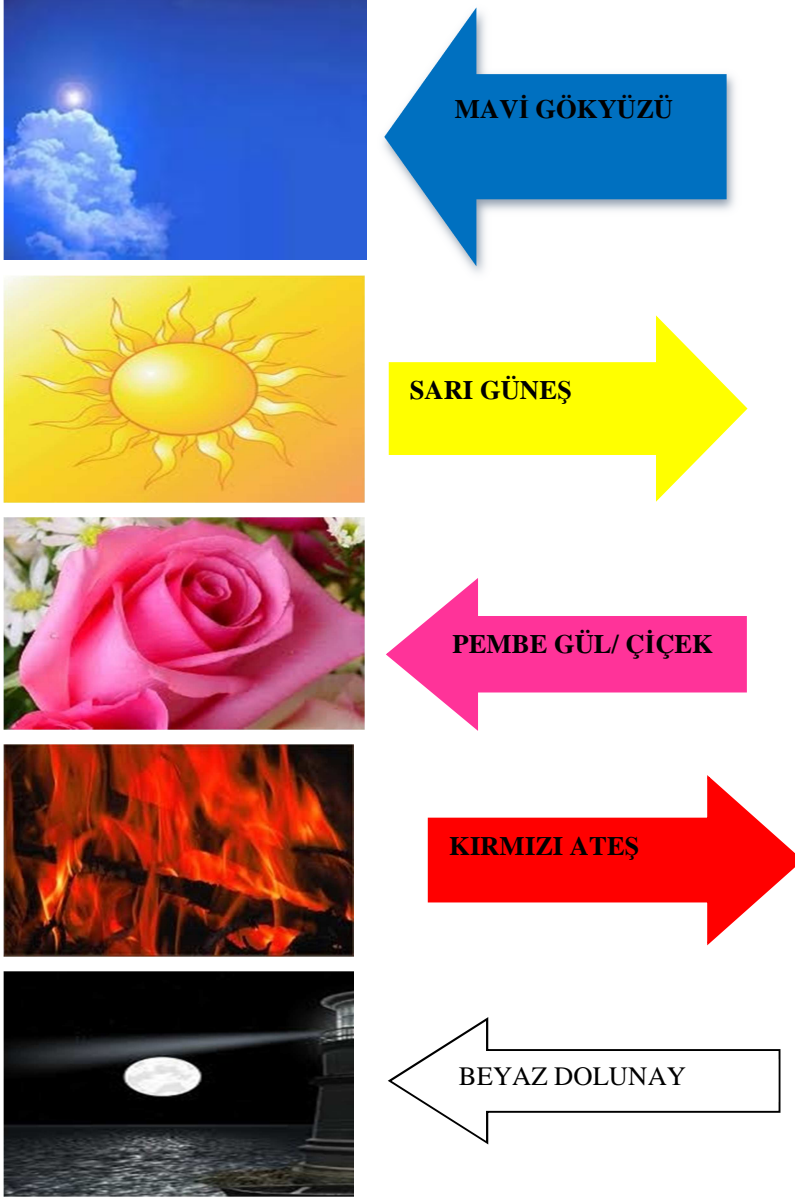 MAVİ GÖKYÜZÜ
SARI GÜNEŞ
PEMBE GÜL/ ÇİÇEK
KIRMIZI ATEŞ
BEYAZ DOLUNAY